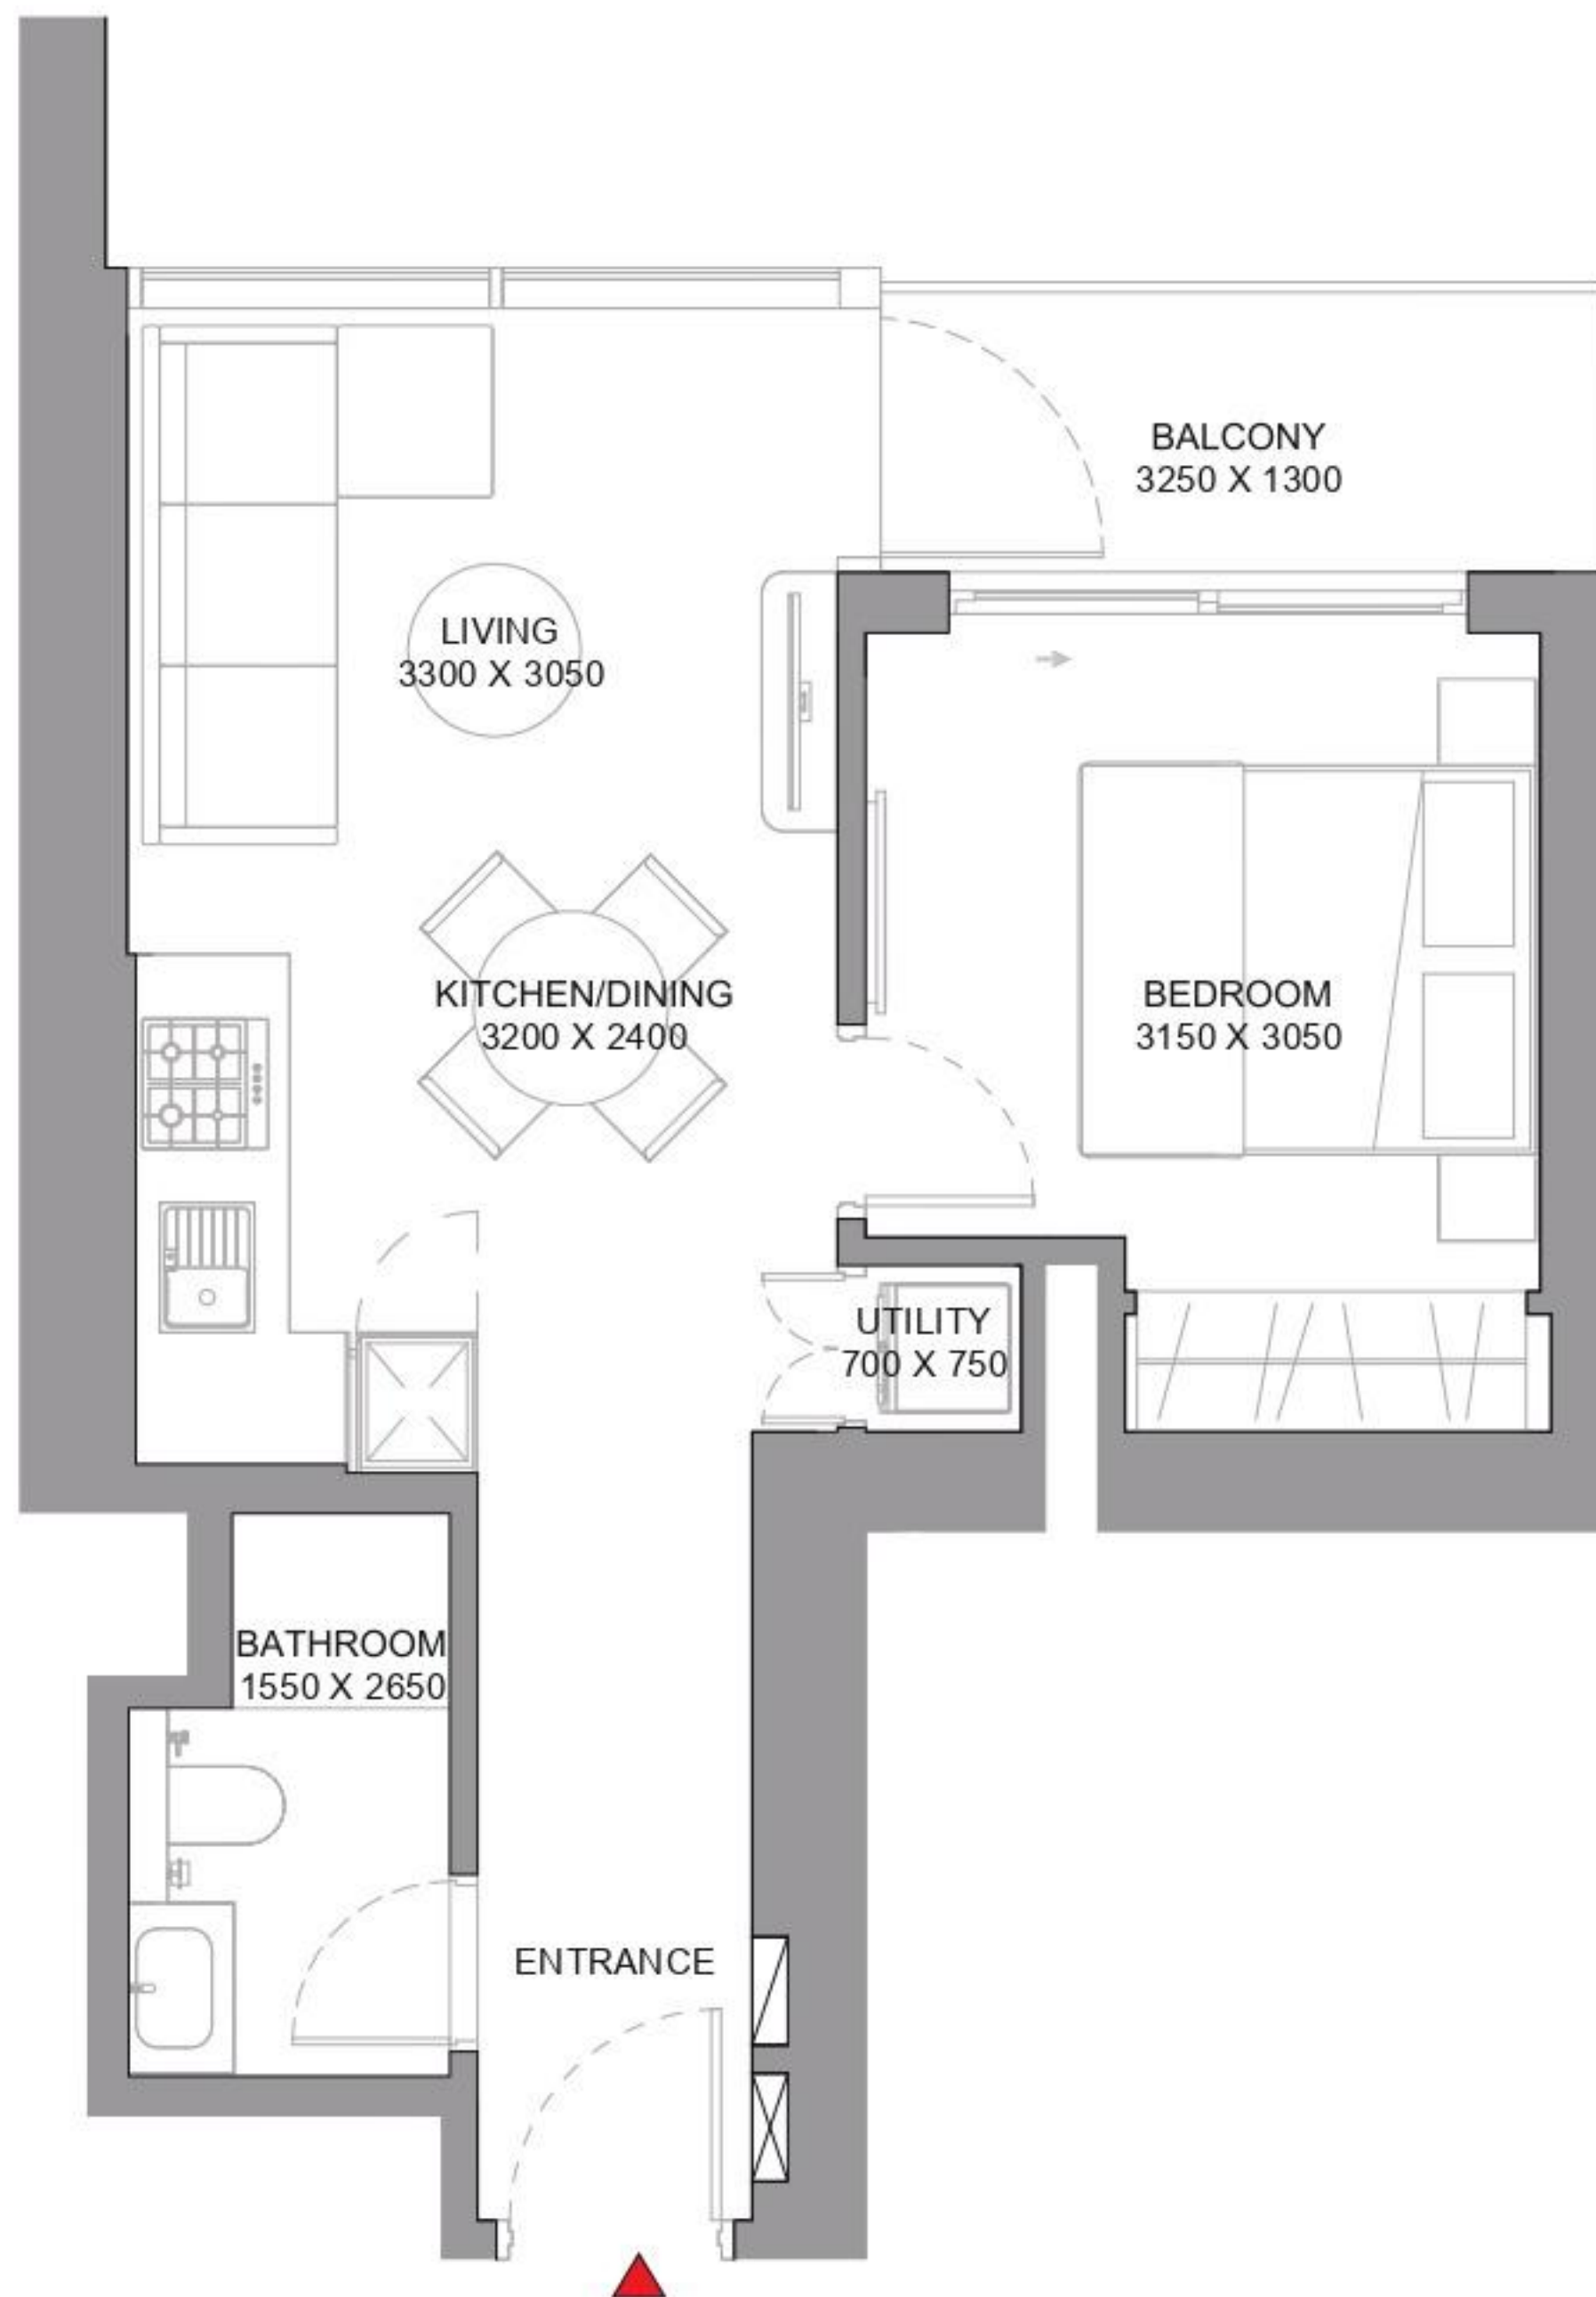 BALCONY
3250 X 1300
LIVING
3300 X 3050
KITCHEN/DINING
3200 X 2400
BEDROOM
3150 X 3050
UTILITY
700 X 750
BATHROOM
1550 X 2650
ENTRANCE